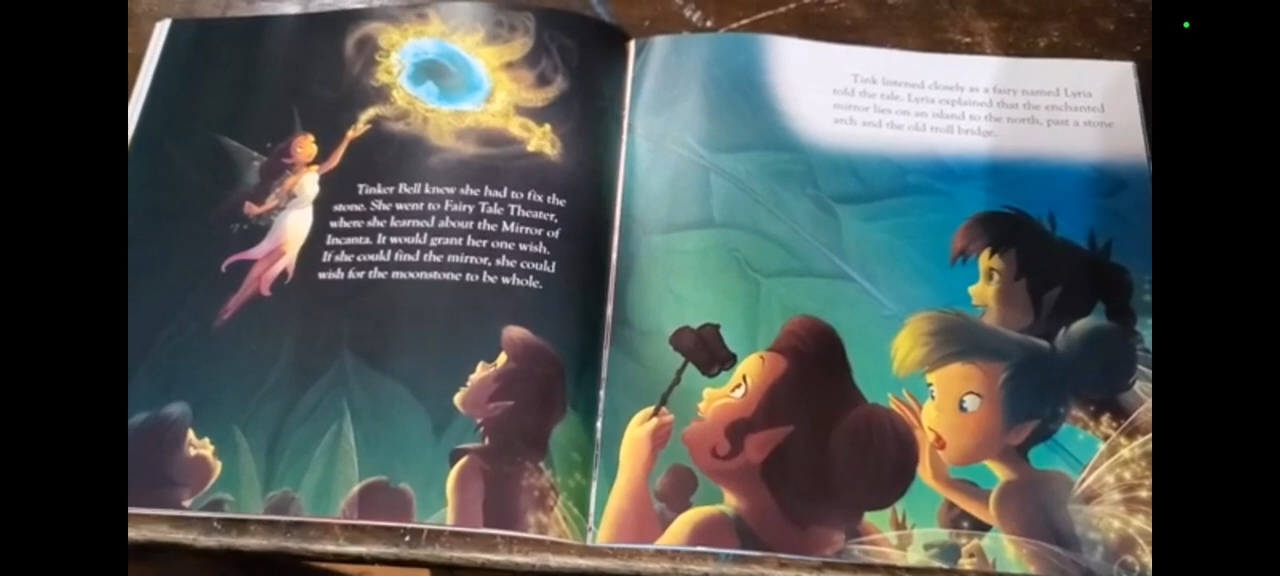 Tinker Bell knew she had to fix the
stone. She went to Fairy Tale Theater,
where she learned about the Mirror of
Incanta. It would grant her one wish.
If she could find the mirror, she could
wish for the moonstone to be whole.
Tink listened closely as a fairy named Lyria
told the tale. Lyria explained that the enchanted
mirror lies on an island to the north, past a stone
arch and the old troll bridge.